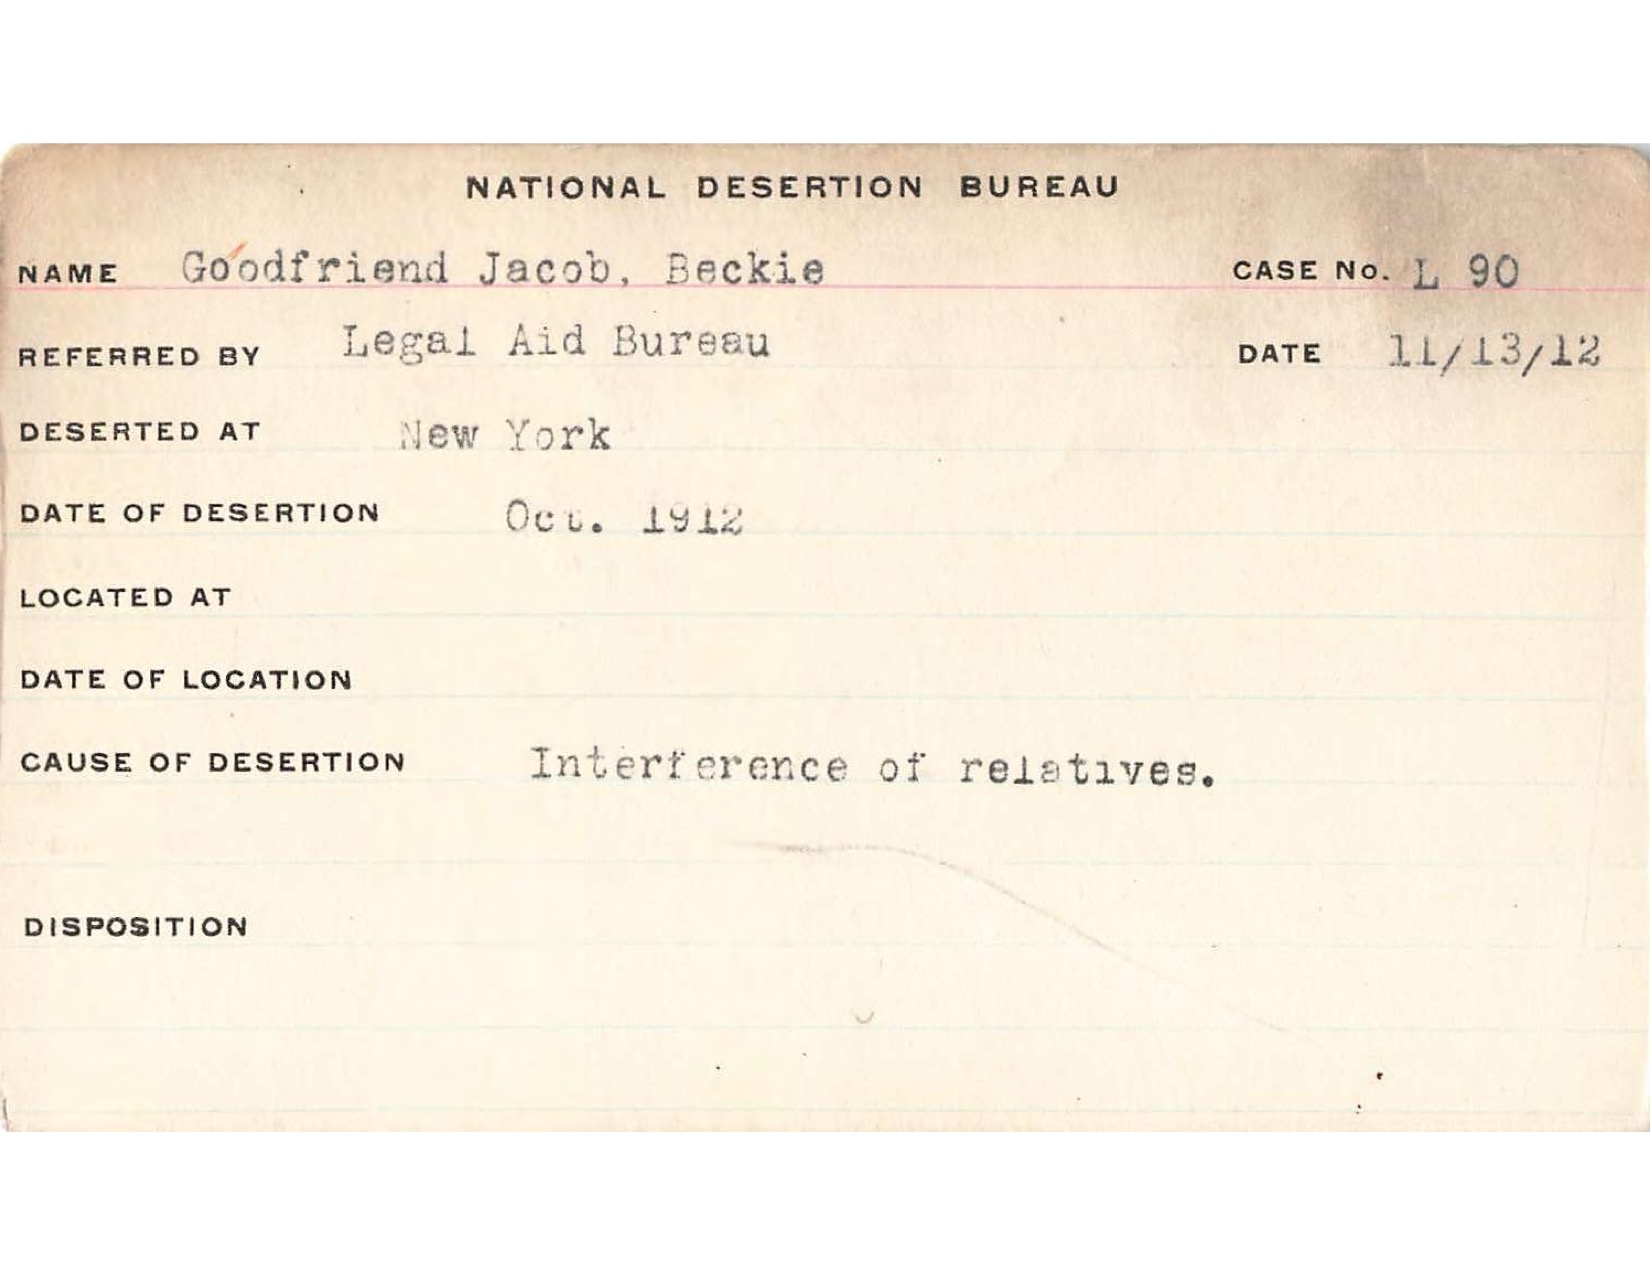 NATIONAL DESERTION BUREAU
NAME Goodfriend Jacob, Beckie CASE No. L 90
REFERRED BY Legal Aid Bureau DATE 11/13/12
DESERTED AT New York
DATE OF DESERTION Oct. 1912
LOCATED AT
DATE OF LOCATION
CAUSE OF DESERTION Interference of relatives.
DISPOSITION